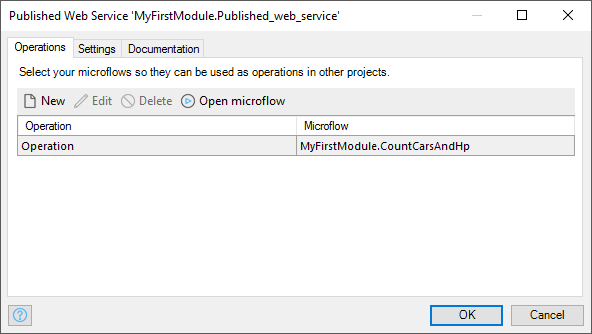 Published Web Service 'MyFirstModule.Published_web_service'
Operations Settings Documentation
Select your microflows so they can be used as operations in other projects.
New Edit Delete Open microflow
Operation Microflow
Operation MyFirstModule.CountCarsAndHp
? OK Cancel